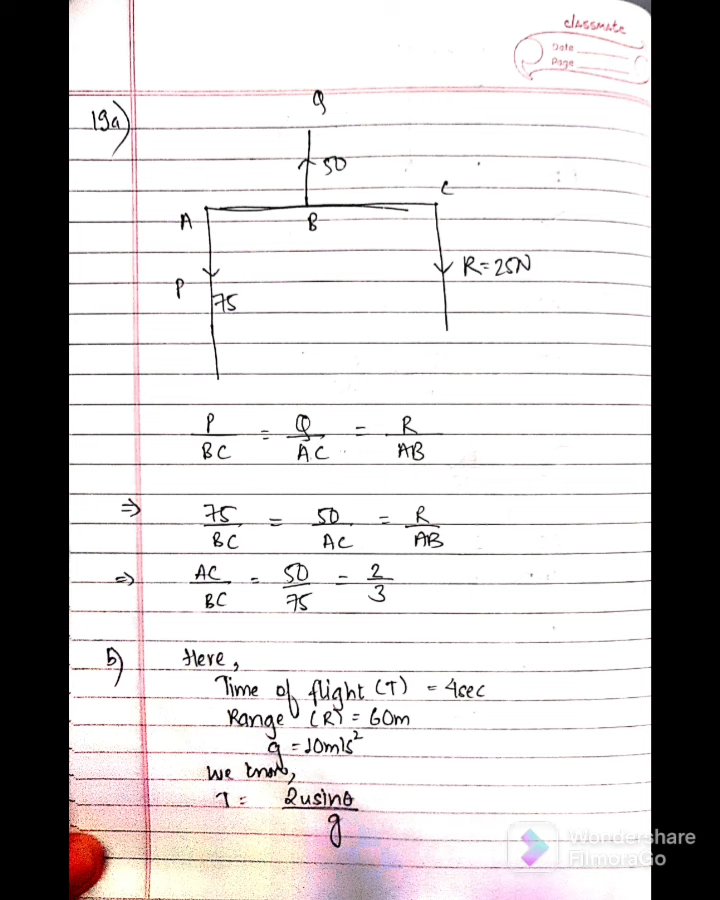 classmate
Date
Page
19a)
Q
50
A
B
C
P
75
R=25N
P/BC = Q/AC = R/AB
⇒ 75/BC = 50/AC = R/AB
⇒ AC/BC = 50/75 = 2/3
b) Here,
Time of flight (T) = 4sec
Range (R) = 60m
g = 10m/s²
We know,
T = 2usinθ/g
Wondershare
FilmoraGo